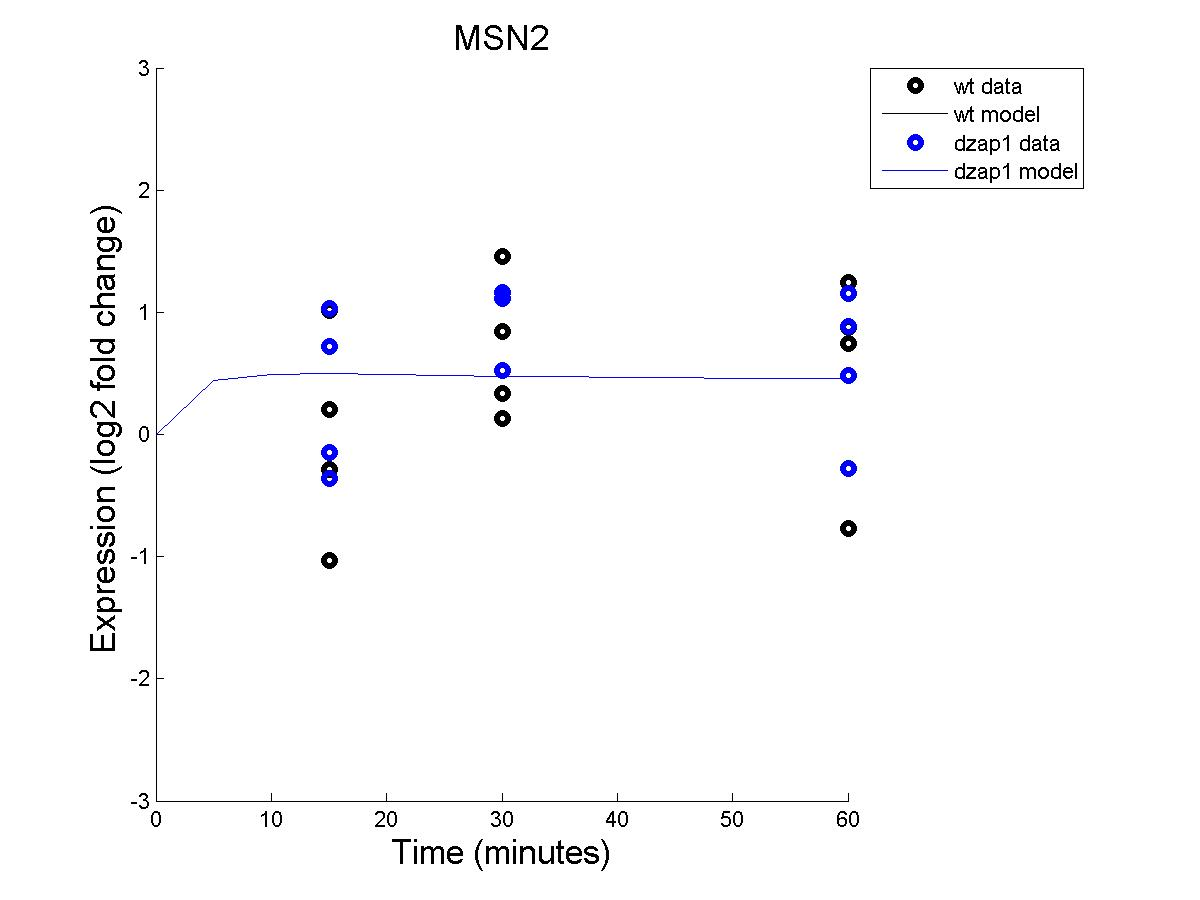 MSN2
wt data
wt model
dzap1 data
dzap1 model
Expression (log2 fold change)
3
2
1
0
-1
-2
-3
0 10 20 30 40 50 60
Time (minutes)